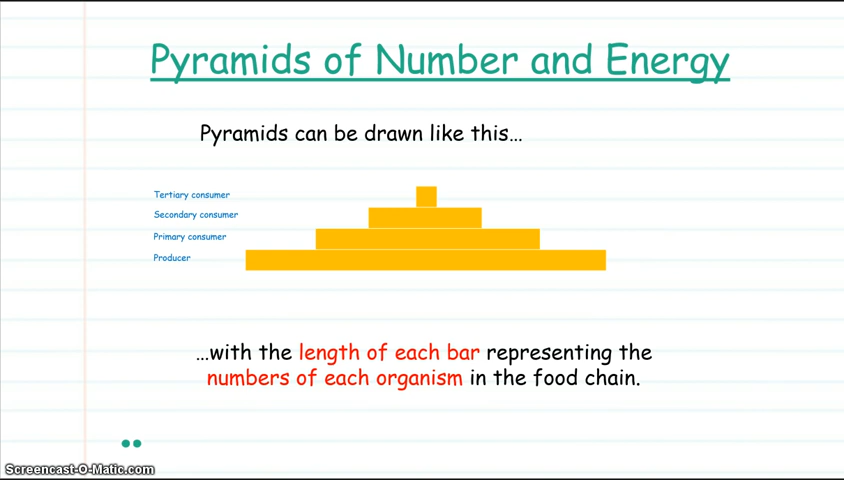 Pyramids of Number and Energy
Pyramids can be drawn like this...
Tertiary consumer
Secondary consumer
Primary consumer
Producer
...with the length of each bar representing the
numbers of each organism in the food chain.
Screencast-O-Matic.com